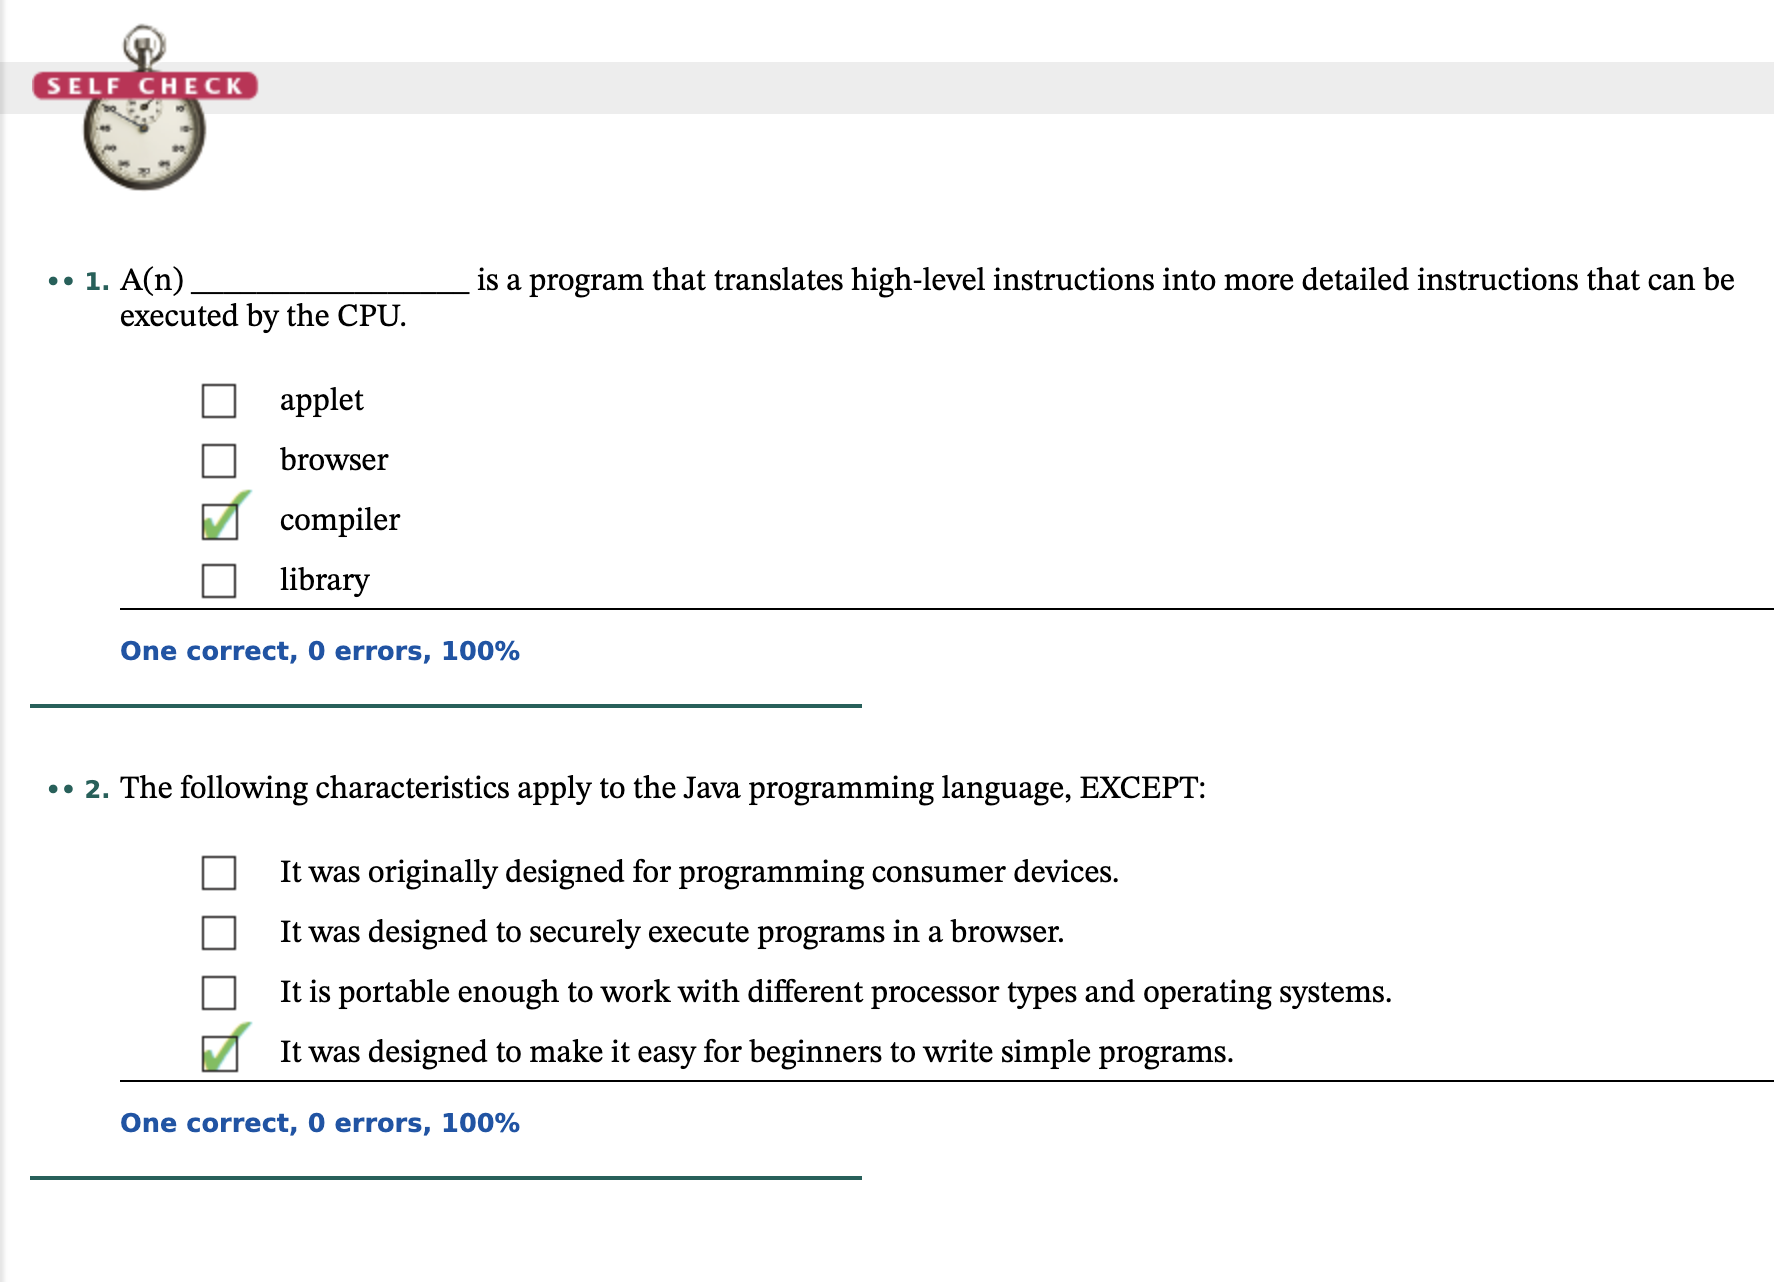 SELF CHECK
•• 1. A(n) __________________ is a program that translates high-level instructions into more detailed instructions that can be
executed by the CPU.
applet
browser
compiler
library
One correct, 0 errors, 100%
•• 2. The following characteristics apply to the Java programming language, EXCEPT:
It was originally designed for programming consumer devices.
It was designed to securely execute programs in a browser.
It is portable enough to work with different processor types and operating systems.
It was designed to make it easy for beginners to write simple programs.
One correct, 0 errors, 100%